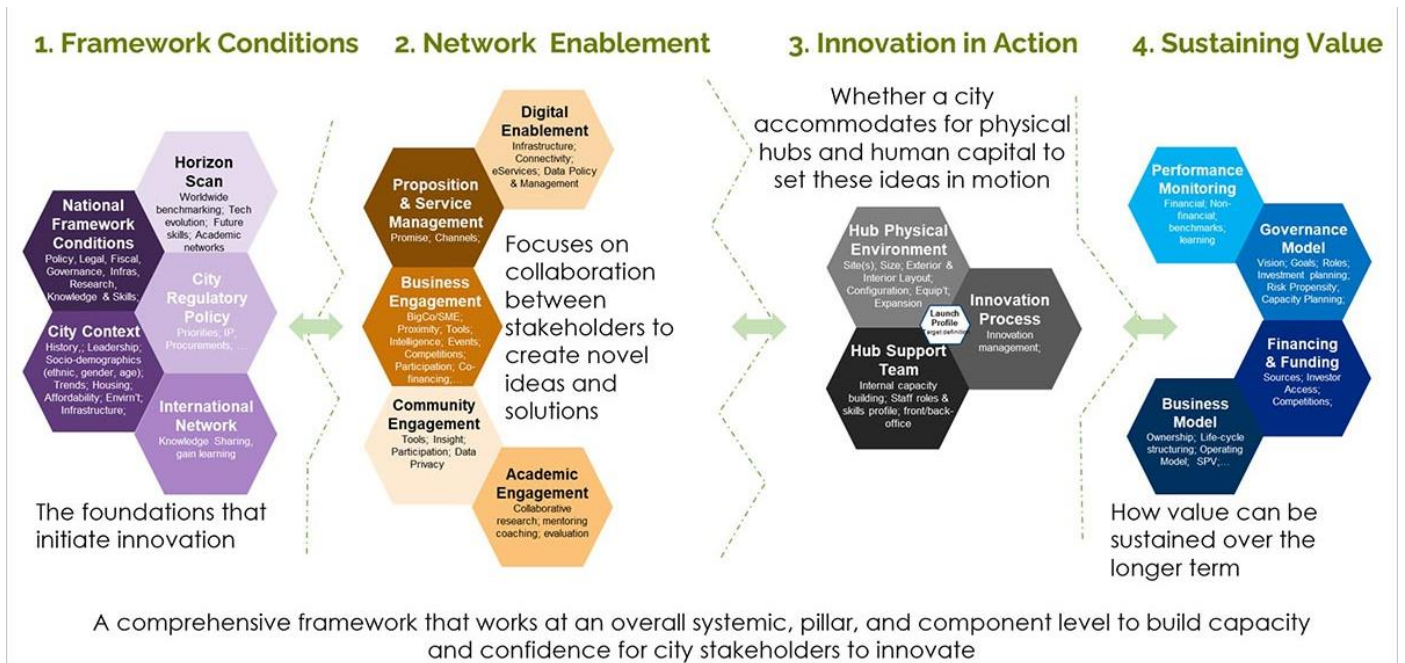 1. Framework Conditions
2. Network Enablement
3. Innovation in Action
4. Sustaining Value
Horizon
Scan
Worldwide
benchmarking; Tech
evolution; Future
skills; Academic
networks
National
Framework
Conditions
Policy, Legal, Fiscal,
Governance, Infras,
Research,
Knowledge & Skills;
City
Regulatory
Policy
Priorities; IP;
Procurements, ...
City Context
History,; Leadership;
Socio-demographics
(ethnic, gender, age);
Trends; Housing;
Affordability; Envirn't;
Infrastructure;
International
Network
Knowledge Sharing,
gain learning
The foundations that
initiate innovation
Digital
Enablement
Infrastructure;
Connectivity;
eServices; Data Policy
& Management
Proposition
& Service
Management
Promise; Channels;
Business
Engagement
BigCo/SME;
Proximity; Tools;
Intelligence; Events;
Competitions;
Participation; Co-
financing;...
Community
Engagement
Tools; Insight;
Participation; Data
Privacy
Academic
Engagement
Collaborative
research; mentoring
coaching; evaluation
Focuses on
collaboration
between
stakeholders to
create novel
ideas and
solutions
Whether a city
accommodates for physical
hubs and human capital to
set these ideas in motion
Hub Physical
Environment
Site(s); Size; Exterior &
Interior Layout;
Configuration; Equip't;
Expansion
Innovation
Process
Innovation
management;
Launch
Profile
Target definition
Hub Support
Team
Internal capacity
building; Staff roles &
skills profile; front/back-
office
Performance
Monitoring
Financial; Non-
financial;
benchmarks;
learning
Governance
Model
Vision; Goals; Roles;
Investment planning;
Risk Propensity;
Capacity Planning;
Financing
& Funding
Sources; Investor
Access;
Competitions;
Business
Model
Ownership; Life-cycle
structuring; Operating
Model; SPV;...
How value can be
sustained over the
longer term
A comprehensive framework that works at an overall systemic, pillar, and component level to build capacity
and confidence for city stakeholders to innovate